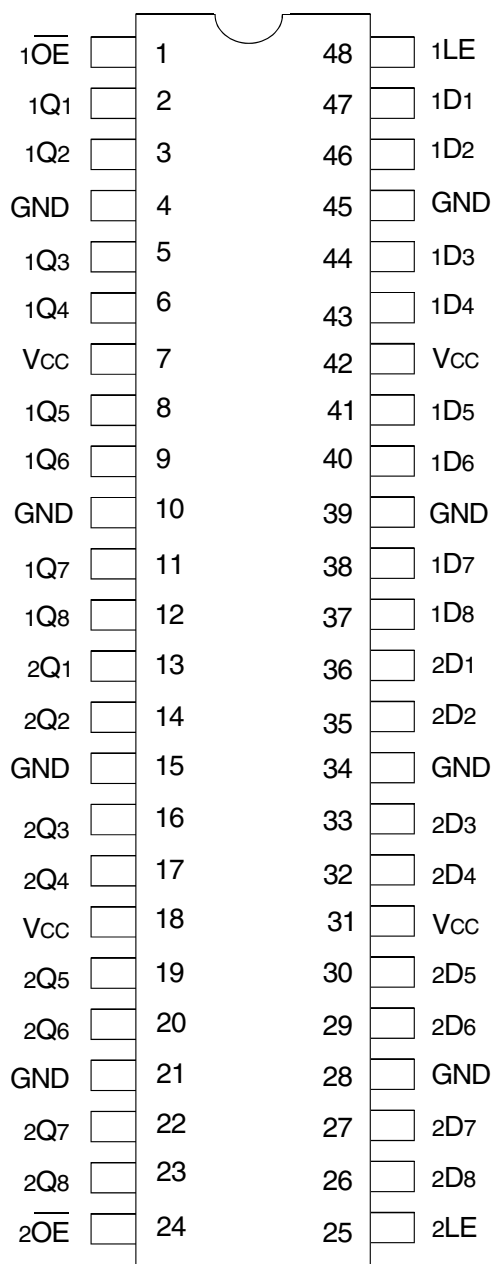 1O̅E̅ 1 48 1LE
1Q1 2 47 1D1
1Q2 3 46 1D2
GND 4 45 GND
1Q3 5 44 1D3
1Q4 6 43 1D4
VCC 7 42 VCC
1Q5 8 41 1D5
1Q6 9 40 1D6
GND 10 39 GND
1Q7 11 38 1D7
1Q8 12 37 1D8
2Q1 13 36 2D1
2Q2 14 35 2D2
GND 15 34 GND
2Q3 16 33 2D3
2Q4 17 32 2D4
VCC 18 31 VCC
2Q5 19 30 2D5
2Q6 20 29 2D6
GND 21 28 GND
2Q7 22 27 2D7
2Q8 23 26 2D8
2O̅E̅ 24 25 2LE